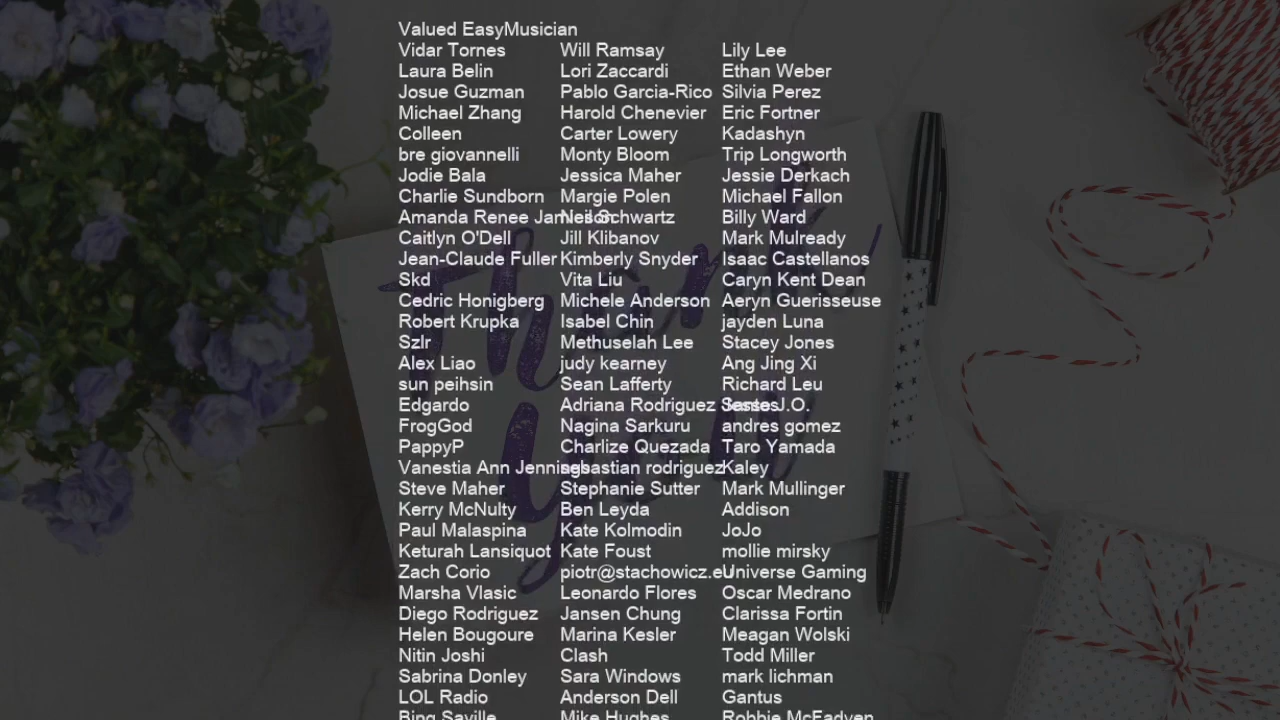 Valued EasyMusician
Vidar Tornes Will Ramsay Lily Lee
Laura Belin Lori Zaccardi Ethan Weber
Josue Guzman Pablo Garcia-Rico Silvia Perez
Michael Zhang Harold Chenevier Eric Fortner
Colleen Carter Lowery Kadashyn
bre giovannelli Monty Bloom Trip Longworth
Jodie Bala Jessica Maher Jessie Derkach
Charlie Sundborn Margie Polen Michael Fallon
Amanda Renee Schwartz Billy Ward
Caitlyn O'Dell Jill Klibanov Mark Mulready
Jean-Claude Fuller Kimberly Snyder Isaac Castellanos
Skd Vita Liu Caryn Kent Dean
Cedric Honigberg Michele Anderson Aeryn Guerisseuse
Robert Krupka Isabel Chin jayden Luna
Szlr Methuselah Lee Stacey Jones
Alex Liao judy kearney Ang Jing Xi
sun peihsin Sean Lafferty Richard Leu
Edgardo Adriana Rodriguez J.O.
FrogGod Nagina Sarkuru andres gomez
PappyP Charlize Quezada Taro Yamada
Vanestia Ann Jennings sebastian rodriguez Kaley
Steve Maher Stephanie Sutter Mark Mullinger
Kerry McNulty Ben Leyda Addison
Paul Malaspina Kate Kolmodin JoJo
Keturah Lansiquot Kate Foust mollie mirsky
Zach Corio piotr@stachowicz.eu Universe Gaming
Marsha Vlasic Leonardo Flores Oscar Medrano
Diego Rodriguez Jansen Chung Clarissa Fortin
Helen Bougoure Marina Kesler Meagan Wolski
Nitin Joshi Clash Todd Miller
Sabrina Donley Sara Windows mark lichman
LOL Radio Anderson Dell Gantus
Bing Saville Mike Hughes Robbie McFadyen
Thank you